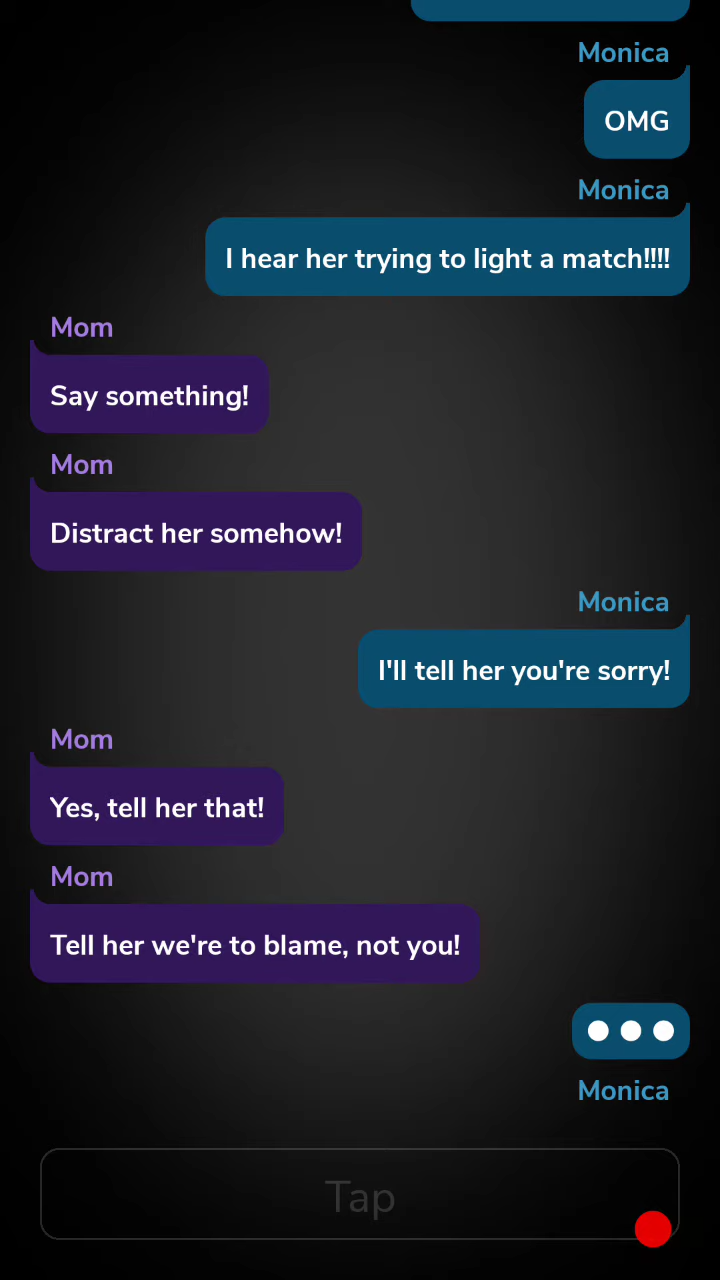 Monica
OMG
Monica
I hear her trying to light a match!!!!
Mom
Say something!
Mom
Distract her somehow!
Monica
I'll tell her you're sorry!
Mom
Yes, tell her that!
Mom
Tell her we're to blame, not you!
Monica
Tap